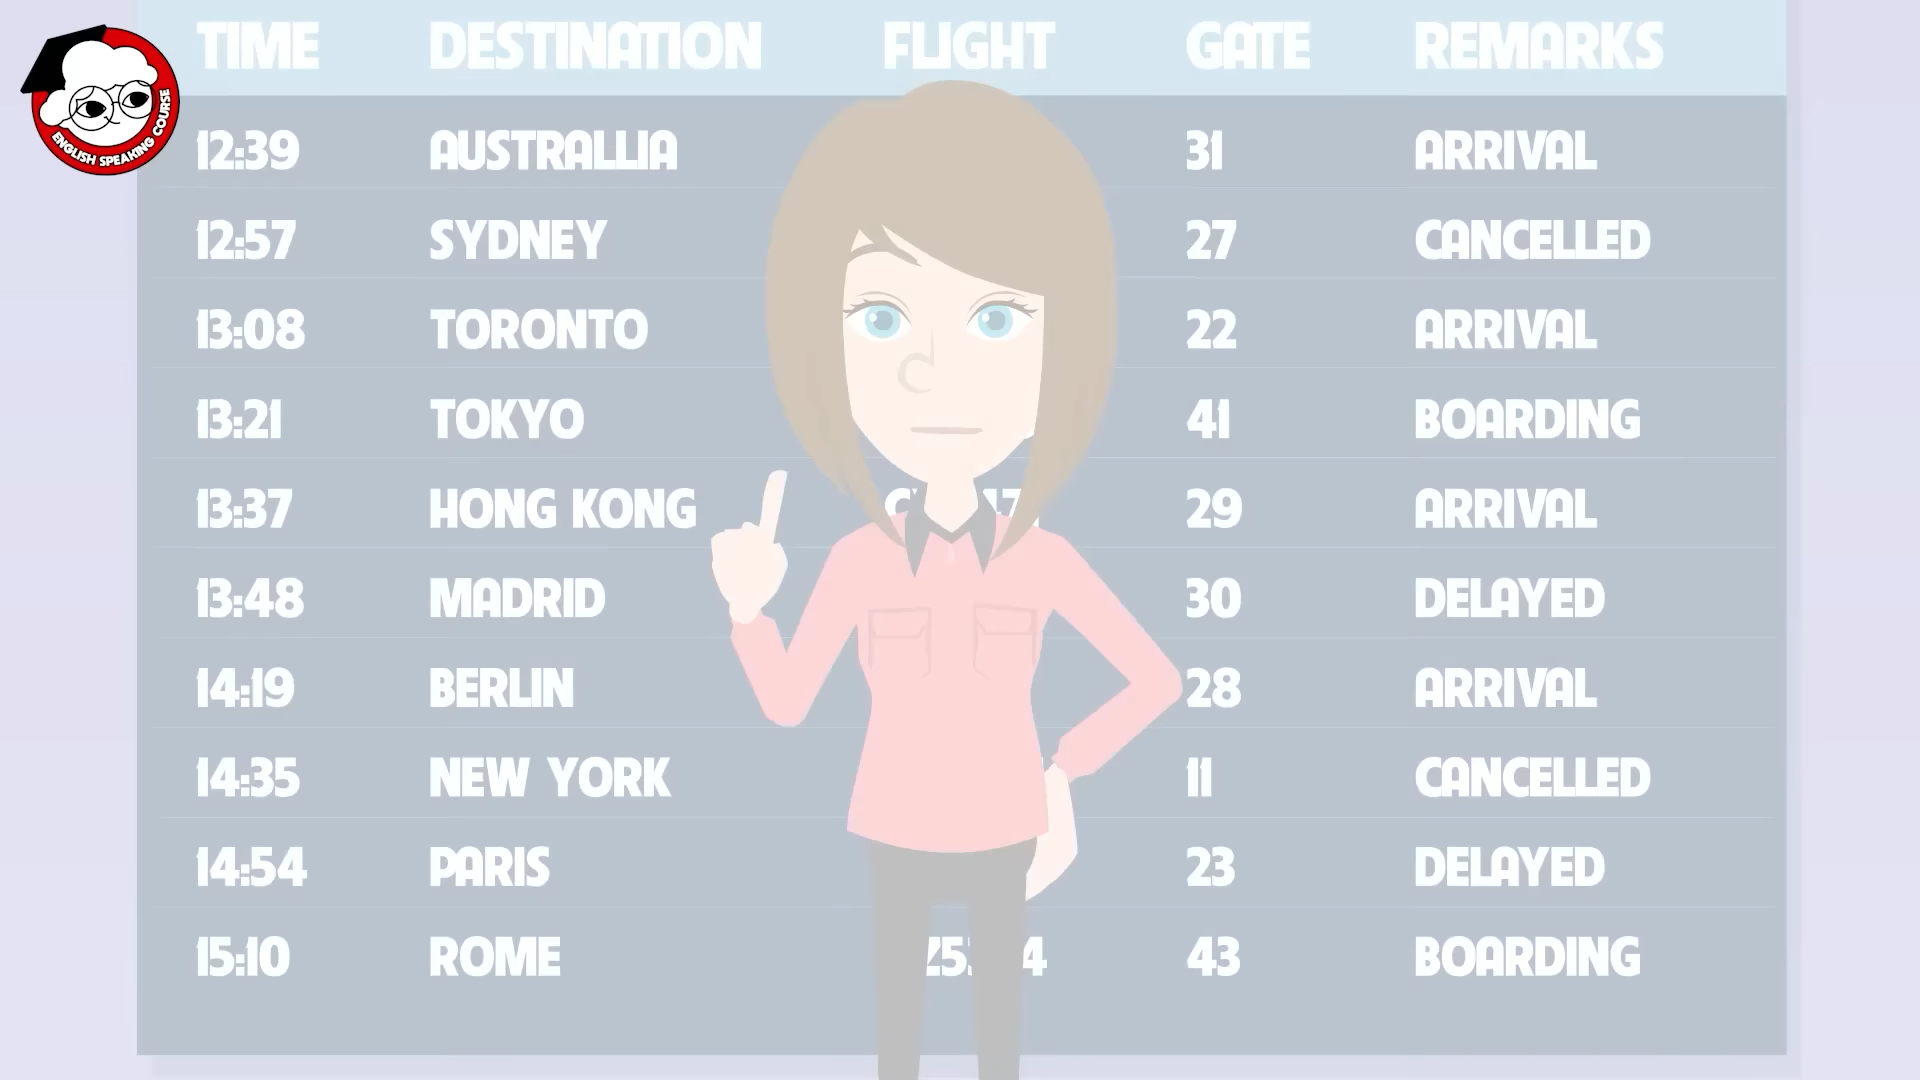 ENGLISH SPEAKING COURSE
TIME DESTINATION FLIGHT GATE REMARKS
12:39 AUSTRALLIA 31 ARRIVAL
12:57 SYDNEY 27 CANCELLED
13:08 TORONTO 22 ARRIVAL
13:21 TOKYO 41 BOARDING
13:37 HONG KONG 29 ARRIVAL
13:48 MADRID 30 DELAYED
14:19 BERLIN 28 ARRIVAL
14:35 NEW YORK 11 CANCELLED
14:54 PARIS 23 DELAYED
15:10 ROME 43 BOARDING